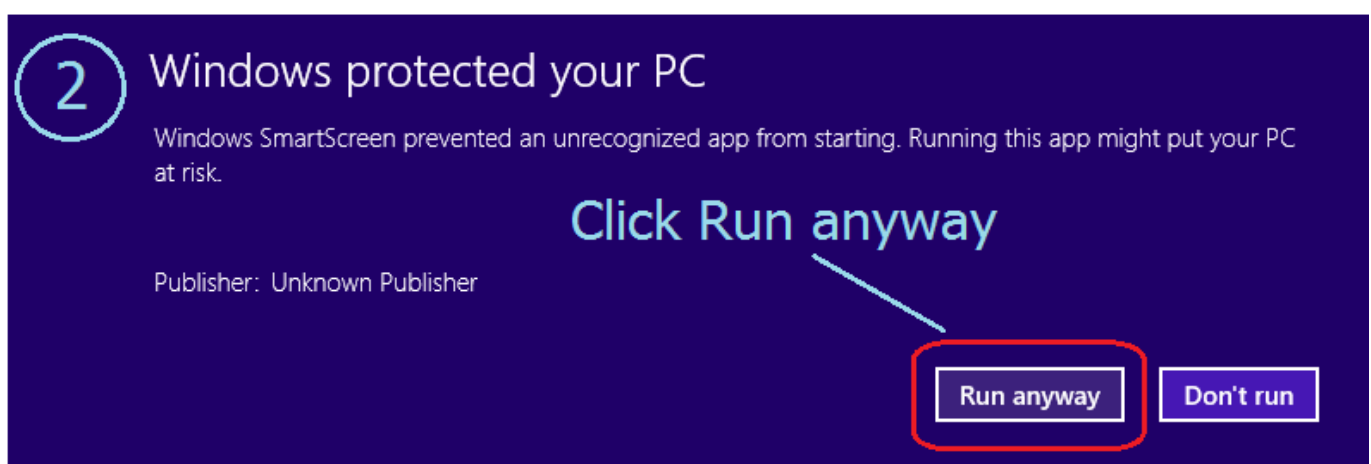 2
Windows protected your PC
Windows SmartScreen prevented an unrecognized app from starting. Running this app might put your PC
at risk.
Click Run anyway
Publisher: Unknown Publisher
Run anyway
Don't run